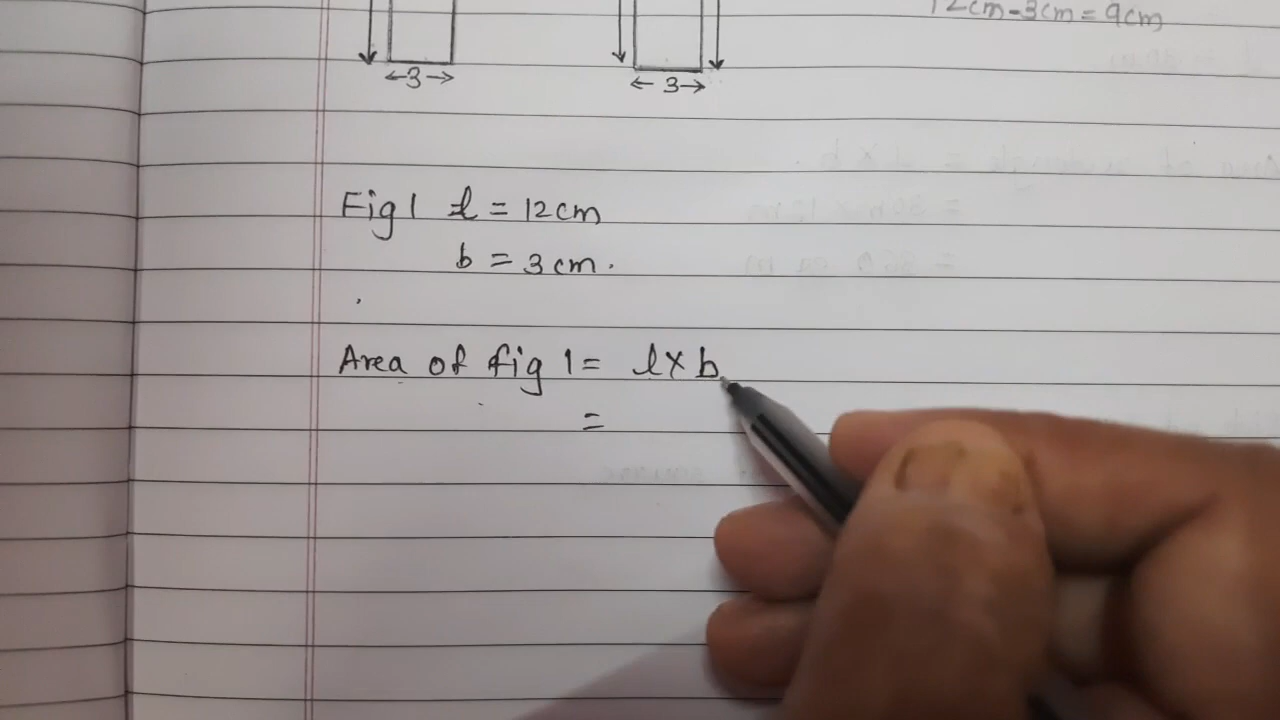 12cm-3cm = 9cm
←3→ ← 3→
Fig 1 l = 12cm
b = 3cm.
Area of fig 1 = l×b
=